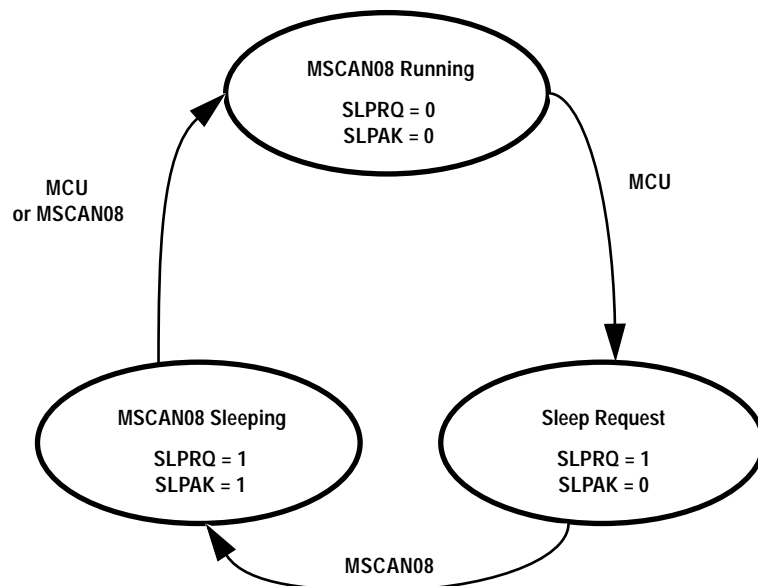 MSCAN08 Running
SLPRQ = 0
SLPAK = 0
MCU
or MSCAN08
MCU
MSCAN08 Sleeping
SLPRQ = 1
SLPAK = 1
Sleep Request
SLPRQ = 1
SLPAK = 0
MSCAN08